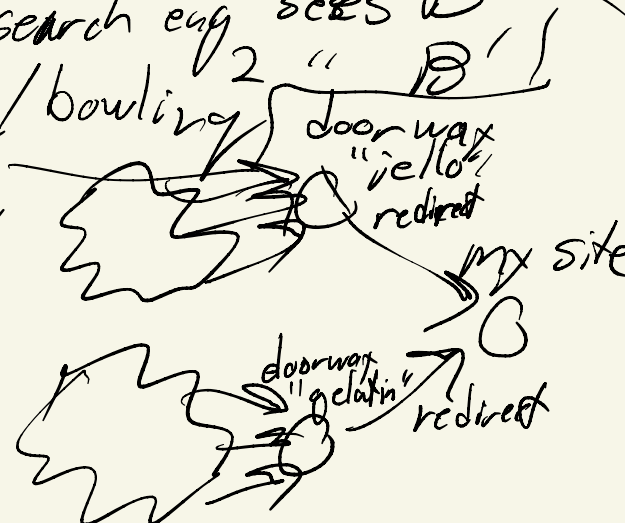 search eng sees
2 " B"
/bowling
doorway
"jello"
redirect
my site
doorway
"gelatin"
redirect